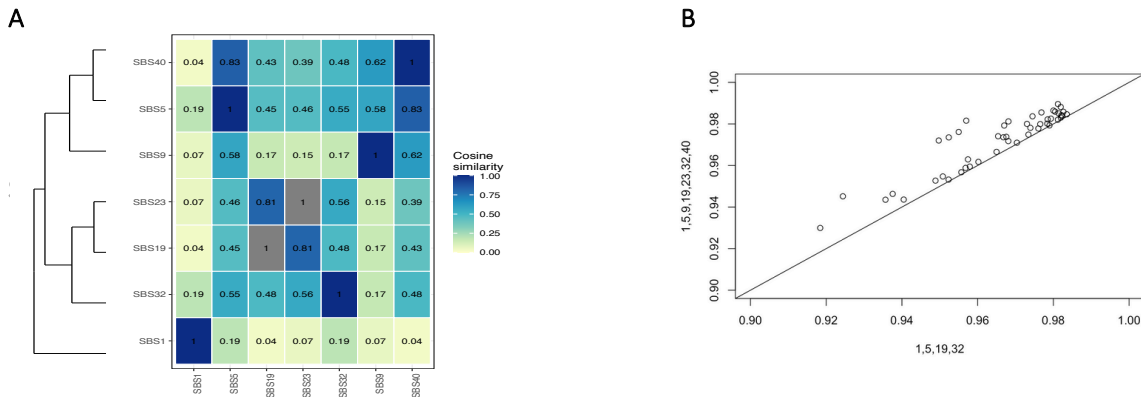 A
SBS40 0.04 0.83 0.43 0.39 0.48 0.62 1
SBS5 0.19 1 0.45 0.46 0.55 0.58 0.83
SBS9 0.07 0.58 0.17 0.15 0.17 1 0.62
SBS23 0.07 0.46 0.81 1 0.56 0.15 0.39
SBS19 0.04 0.45 1 0.81 0.48 0.17 0.43
SBS32 0.19 0.55 0.48 0.56 1 0.17 0.48
SBS1 1 0.19 0.04 0.07 0.19 0.07 0.04
SBS1 SBS5 SBS19 SBS23 SBS32 SBS9 SBS40
Cosine
similarity
1.00
0.75
0.50
0.25
0.00
B
1,5,9,19,23,32,40
1.00
0.98
0.96
0.94
0.92
0.90
0.90 0.92 0.94 0.96 0.98 1.00
1,5,19,32